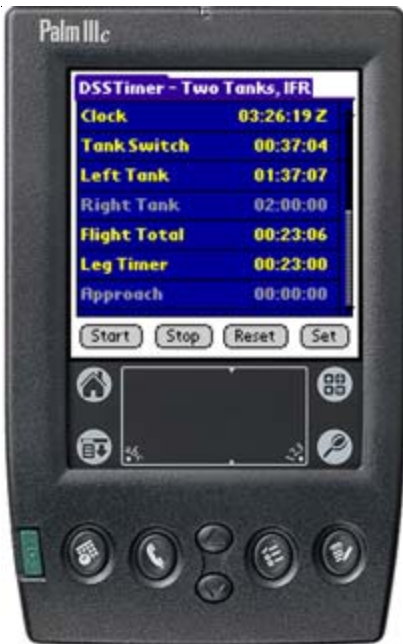 Palm IIIc
DSSTimer - Two Tanks, IFR
Clock 03:26:19 Z
Tank Switch 00:37:04
Left Tank 01:37:07
Right Tank 02:00:00
Flight Total 00:23:06
Leg Timer 00:23:00
Approach 00:00:00
Start Stop Reset Set